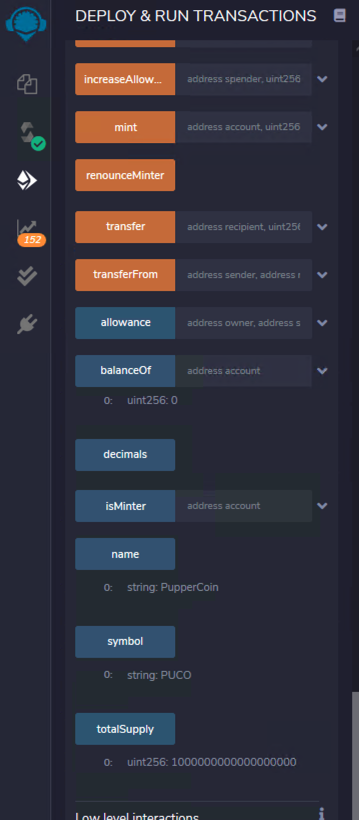 DEPLOY & RUN TRANSACTIONS
increaseAllow... address spender, uint256
mint address account, uint256
renounceMinter
152
transfer address recipient, uint256
transferFrom address sender, address r
allowance address owner, address s
balanceOf address account
0: uint256: 0
decimals
isMinter address account
name
0: string: PupperCoin
symbol
0: string: PUCO
totalSupply
0: uint256: 1000000000000000000
Low level interactions
i